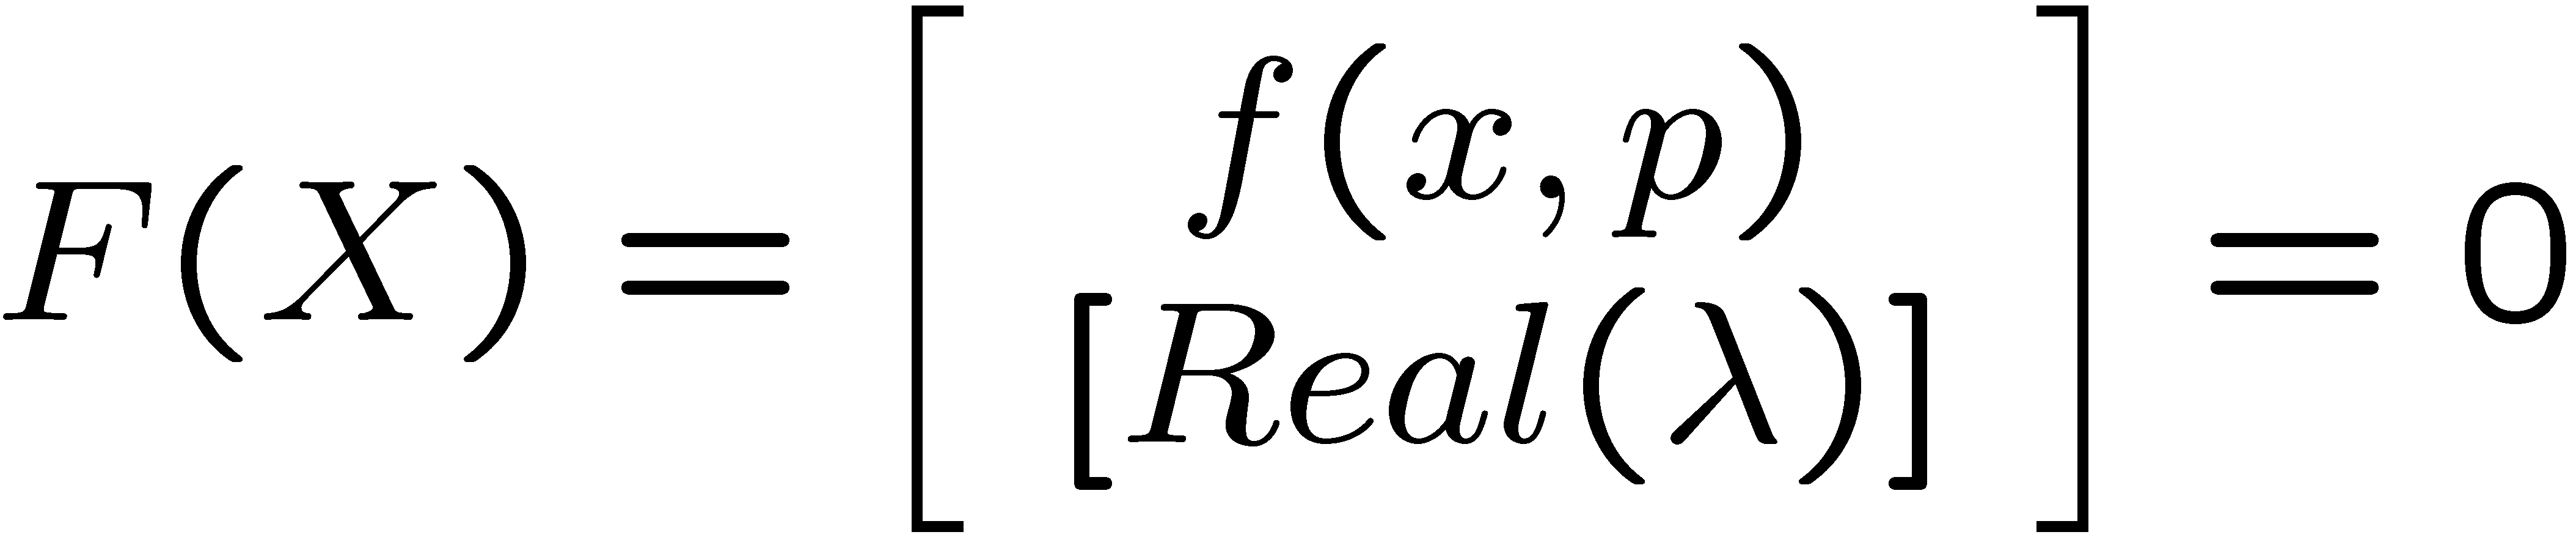 F(X) = [ f(x, p)
[Real(λ)] ] = 0